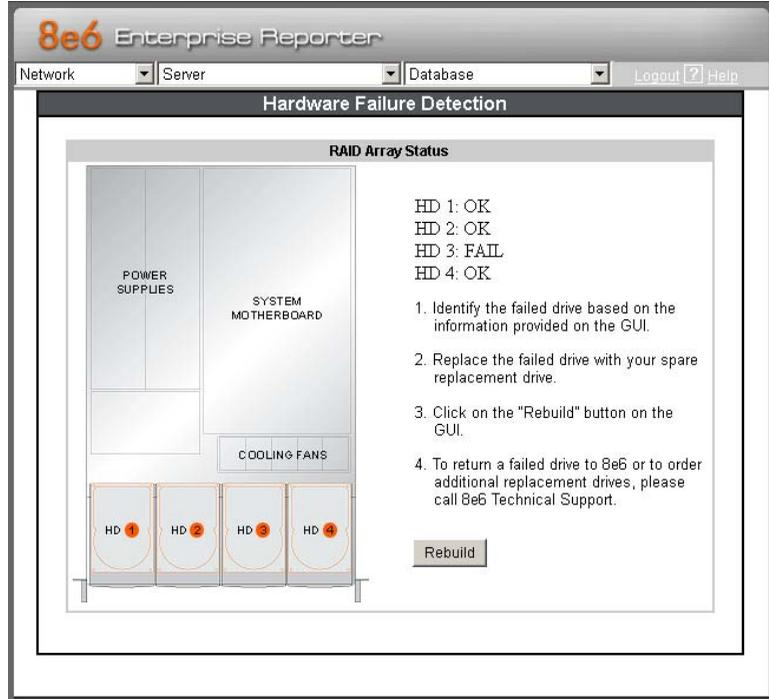 8e6 Enterprise Reporter
Network Server Database Logout ? Help
Hardware Failure Detection
RAID Array Status
POWER
SUPPLIES
SYSTEM
MOTHERBOARD
COOLING FANS
HD 1 HD 2 HD 3 HD 4
HD 1: OK
HD 2: OK
HD 3: FAIL
HD 4: OK
1. Identify the failed drive based on the
information provided on the GUI.
2. Replace the failed drive with your spare
replacement drive.
3. Click on the "Rebuild" button on the
GUI.
4. To return a failed drive to 8e6 or to order
additional replacement drives, please
call 8e6 Technical Support.
Rebuild